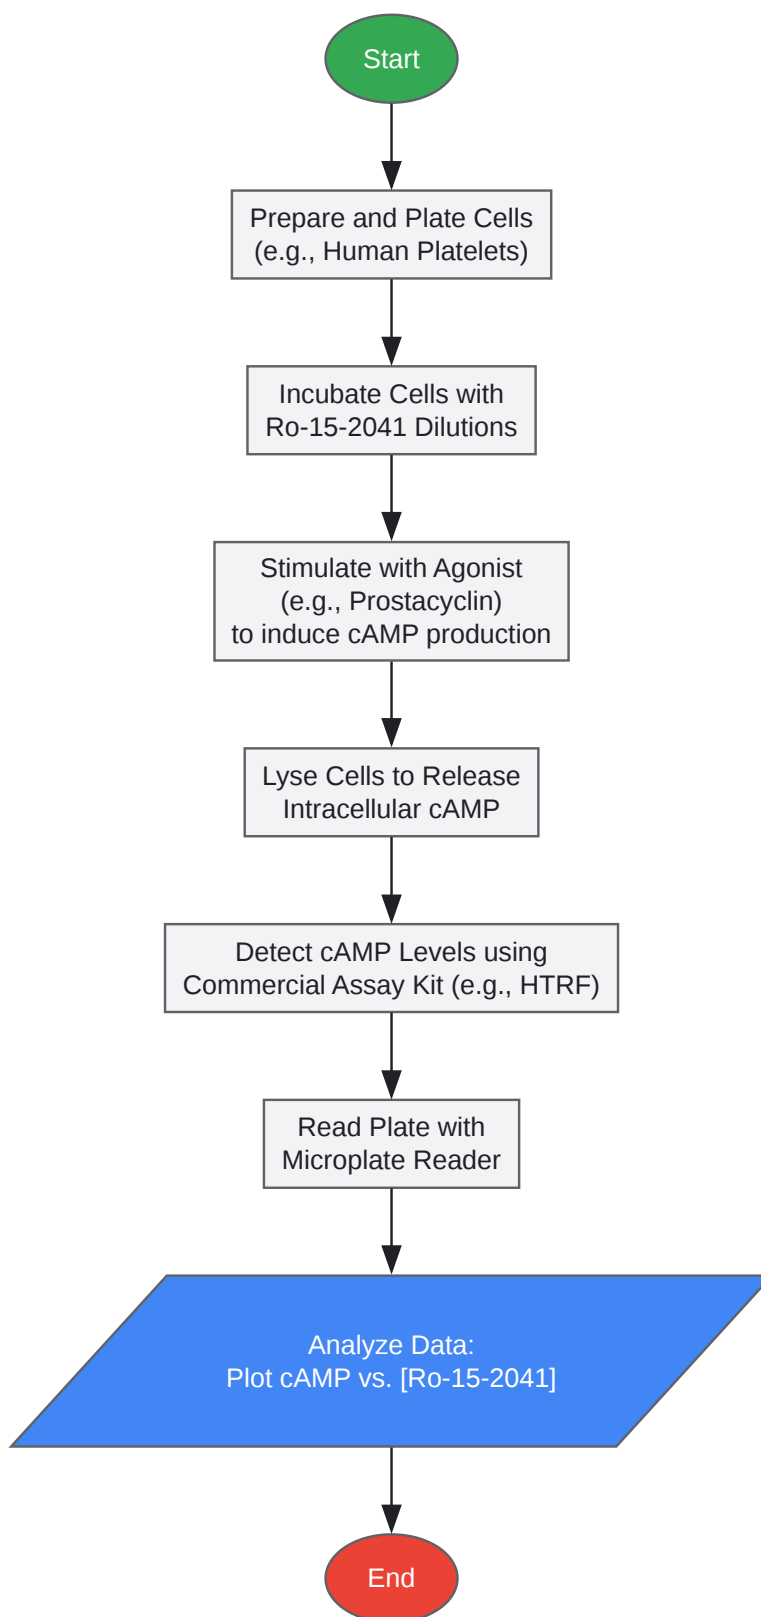 Start
Prepare and Plate Cells
(e.g., Human Platelets)
Incubate Cells with
Ro-15-2041 Dilutions
Stimulate with Agonist
(e.g., Prostacyclin)
to induce cAMP production
Lyse Cells to Release
Intracellular cAMP
Detect cAMP Levels using
Commercial Assay Kit (e.g., HTRF)
Read Plate with
Microplate Reader
Analyze Data:
Plot cAMP vs. [Ro-15-2041]
End